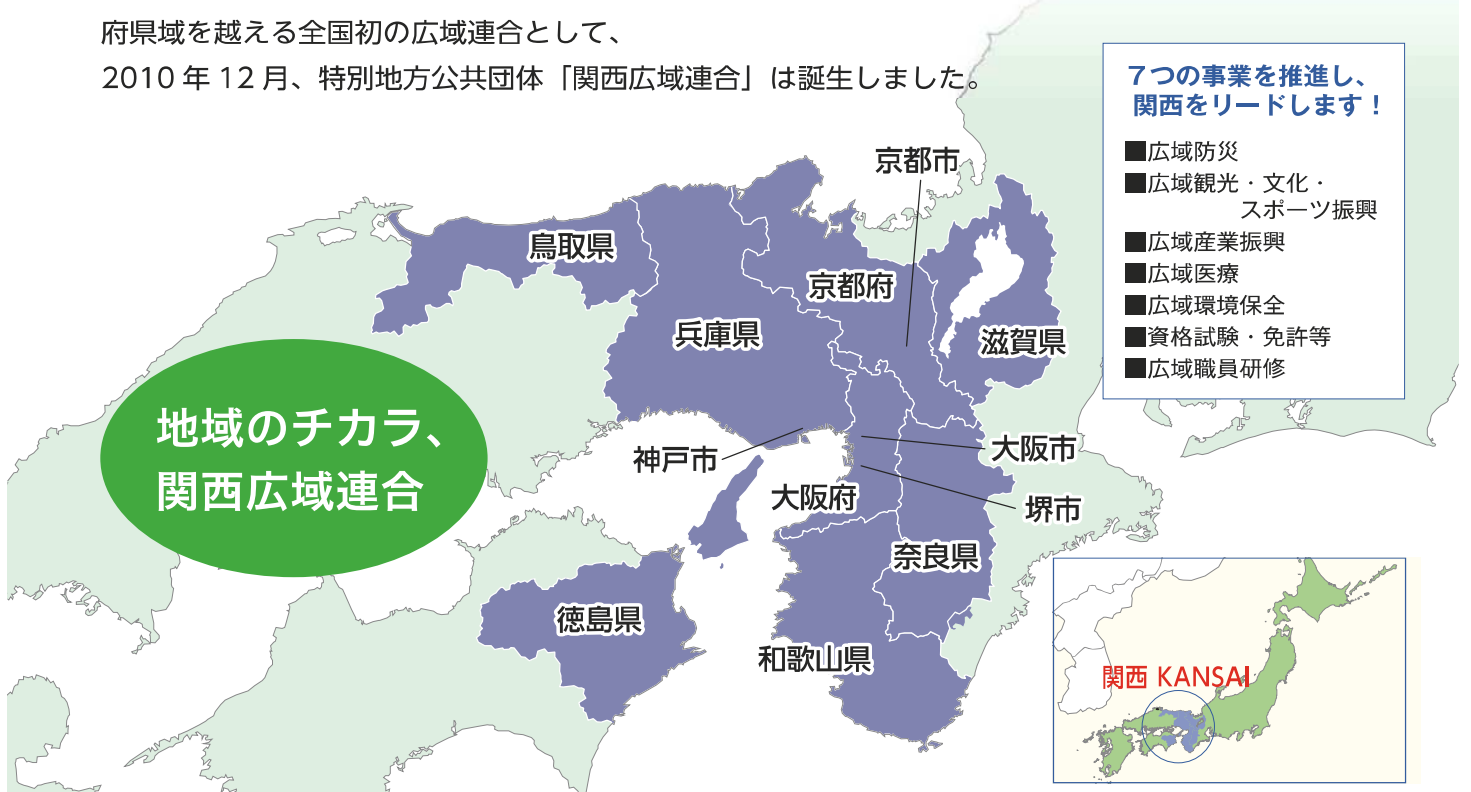 府県域を越える全国初の広域連合として、
2010 年 12 月、特別地方公共団体「関西広域連合」は誕生しました。
7つの事業を推進し、
関西をリードします！
■広域防災
■広域観光・文化・
スポーツ振興
■広域産業振興
■広域医療
■広域環境保全
■資格試験・免許等
■広域職員研修
京都市
鳥取県
京都府
兵庫県
滋賀県
地域のチカラ、
関西広域連合
神戸市
大阪市
大阪府
堺市
奈良県
徳島県
和歌山県
関西 KANSAI